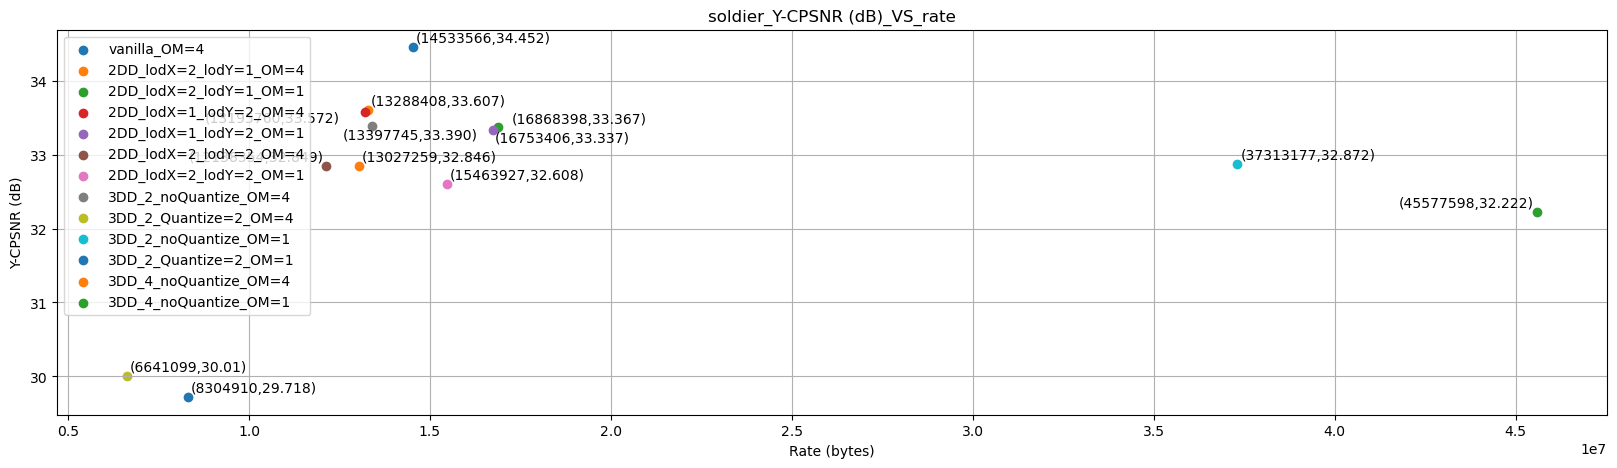 soldier_Y-CPSNR (dB)_VS_rate
(14533566,34.452)
vanilla_OM=4
2DD_lodX=2_lodY=1_OM=4
2DD_lodX=2_lodY=1_OM=1
2DD_lodX=1_lodY=2_OM=4
2DD_lodX=1_lodY=2_OM=1
2DD_lodX=2_lodY=2_OM=4
2DD_lodX=2_lodY=2_OM=1
3DD_2_noQuantize_OM=4
3DD_2_Quantize=2_OM=4
3DD_2_noQuantize_OM=1
3DD_2_Quantize=2_OM=1
3DD_4_noQuantize_OM=4
3DD_4_noQuantize_OM=1
(13288408,33.607)
(16868398,33.367)
(13397745,33.390)
(16753406,33.337)
(13027259,32.846)
(37313177,32.872)
(15463927,32.608)
(45577598,32.222)
(6641099,30.01)
(8304910,29.718)
34
33
32
31
30
Y-CPSNR (dB)
0.5 1.0 1.5 2.0 2.5 3.0 3.5 4.0 4.5
1e7
Rate (bytes)